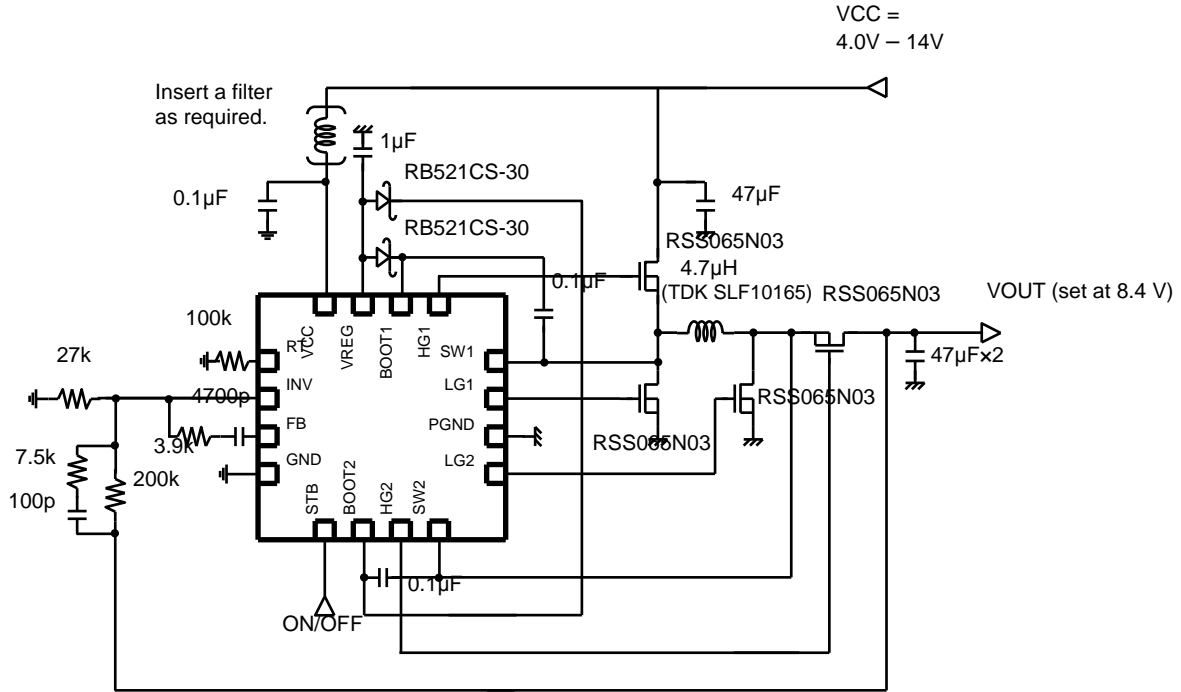 VCC =
4.0V – 14V
Insert a filter
as required.
1µF
RB521CS-30
0.1µF
47µF
RB521CS-30
RSS065N03
4.7µH
0.1µF
(TDK SLF10165)
RSS065N03
VOUT (set at 8.4 V)
100k
RT
VCC
VREG
BOOT1
HG1
SW1
27k
47µF×2
INV
LG1
4700p
RSS065N03
FB
PGND
3.9k
RSS065N03
7.5k
GND
LG2
200k
100p
STB
BOOT2
HG2
SW2
0.1µF
ON/OFF